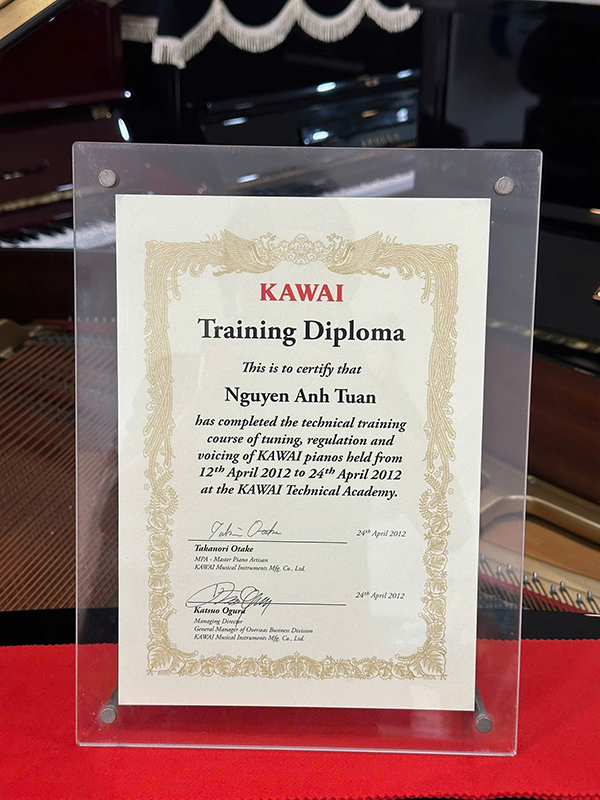 KAWAI
Training Diploma
This is to certify that
Nguyen Anh Tuan
has completed the technical training
course of tuning, regulation and
voicing of KAWAI pianos held from
12th April 2012 to 24th April 2012
at the KAWAI Technical Academy.
24th April 2012
Takanori Otake
MPA - Master Piano Artisan
KAWAI Musical Instruments Mfg. Co., Ltd.
24th April 2012
Katsuo Ogura
Managing Director
General Manager of Overseas Business Division
KAWAI Musical Instruments Mfg. Co., Ltd.